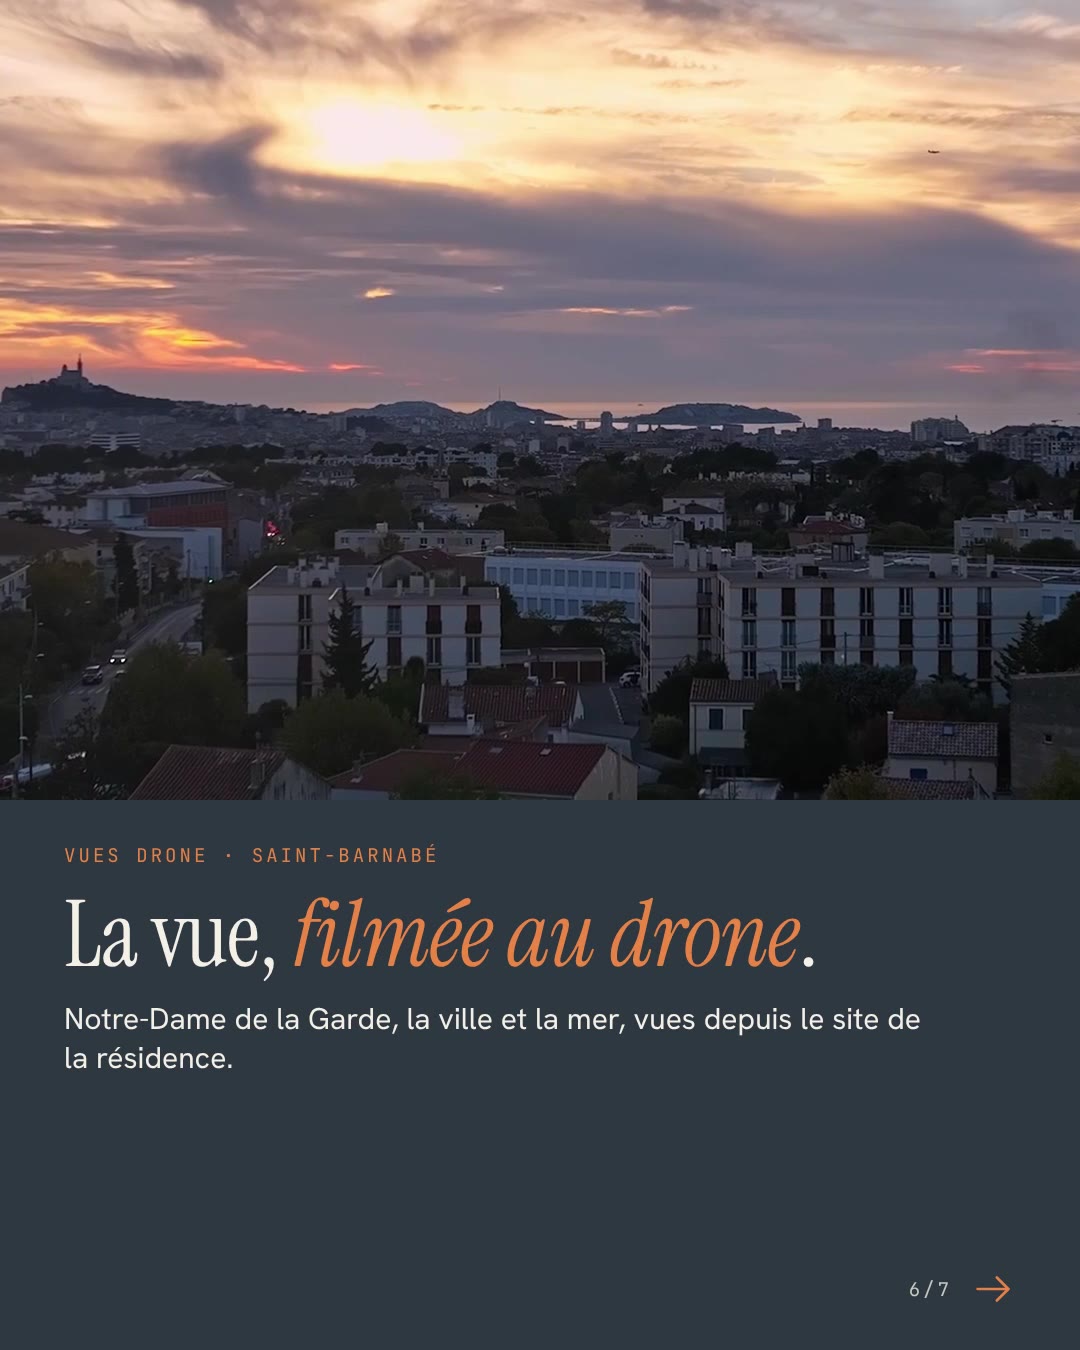 VUES DRONE · SAINT-BARNABÉ
La vue, filmée au drone.
Notre-Dame de la Garde, la ville et la mer, vues depuis le site de
la résidence.
6/7